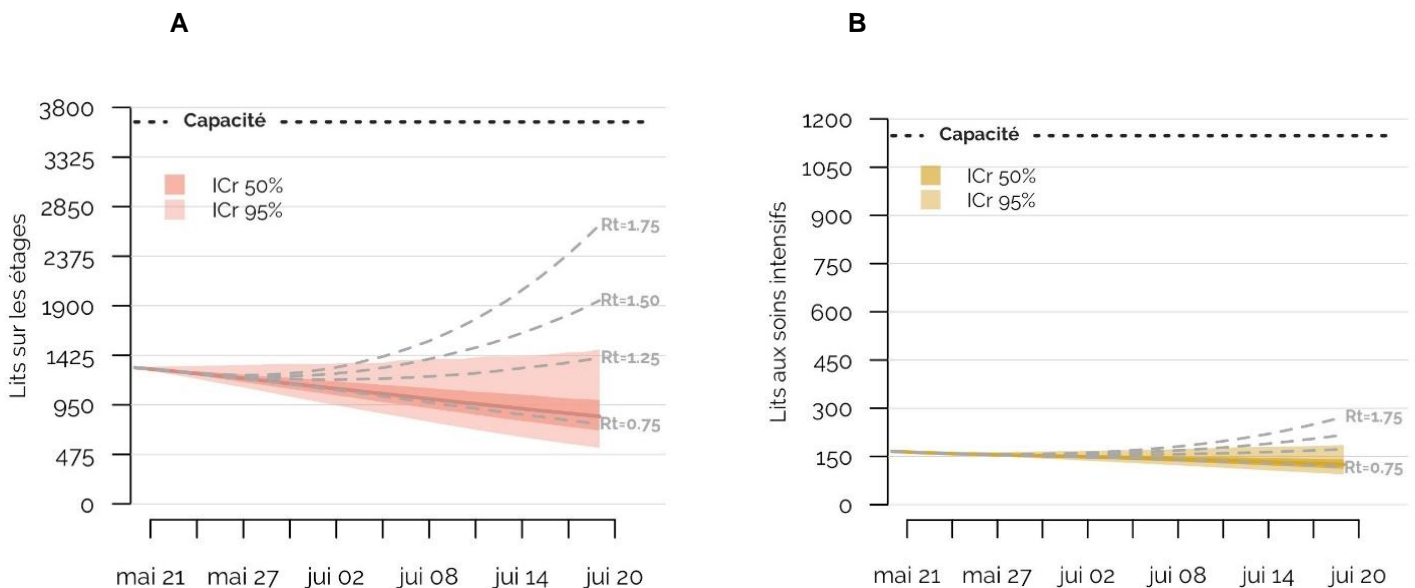 A
Lits sur les étages
3800
3325
2850
2375
1900
1425
950
475
0
Capacité
ICr 50%
ICr 95%
Rt=1.75
Rt=1.50
Rt=1.25
Rt=0.75
mai 21 mai 27 jui 02 jui 08 jui 14 jui 20
B
Lits aux soins intensifs
1200
1050
900
750
600
450
300
150
0
Capacité
ICr 50%
ICr 95%
Rt=1.75
Rt=0.75
mai 21 mai 27 jui 02 jui 08 jui 14 jui 20